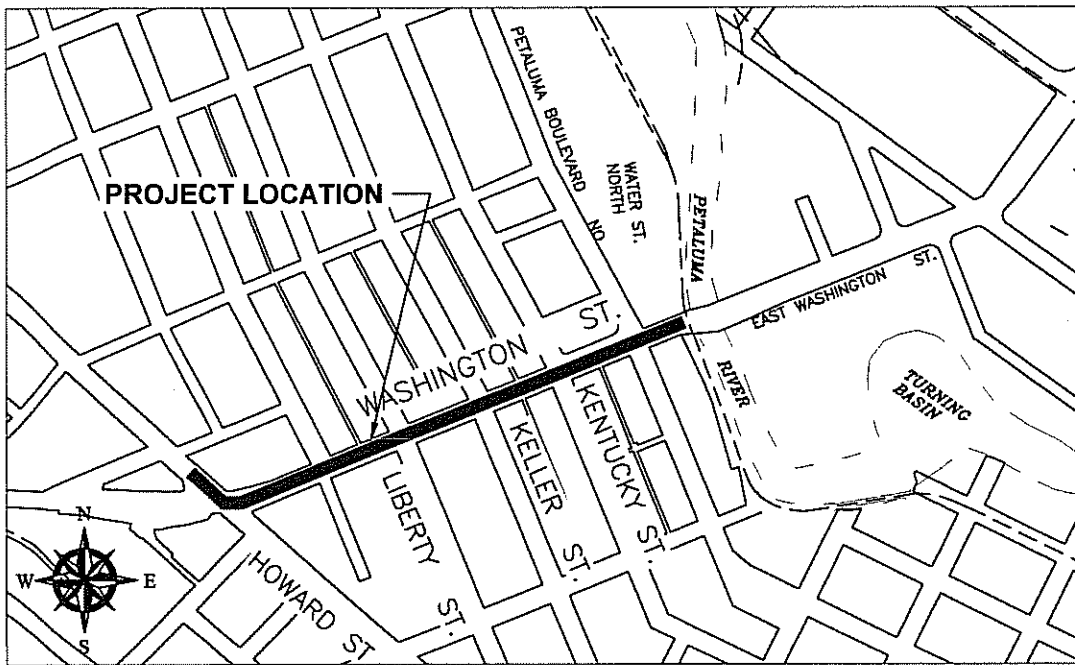 PETALUMA BOULEVARD NO.
WATER ST.
NORTH
PROJECT LOCATION
PETALUMA
RIVER
EAST WASHINGTON ST.
WASHINGTON ST.
TURNING
BASIN
LIBERTY ST.
KELLER ST.
KENTUCKY ST.
HOWARD ST
N
W
E
S